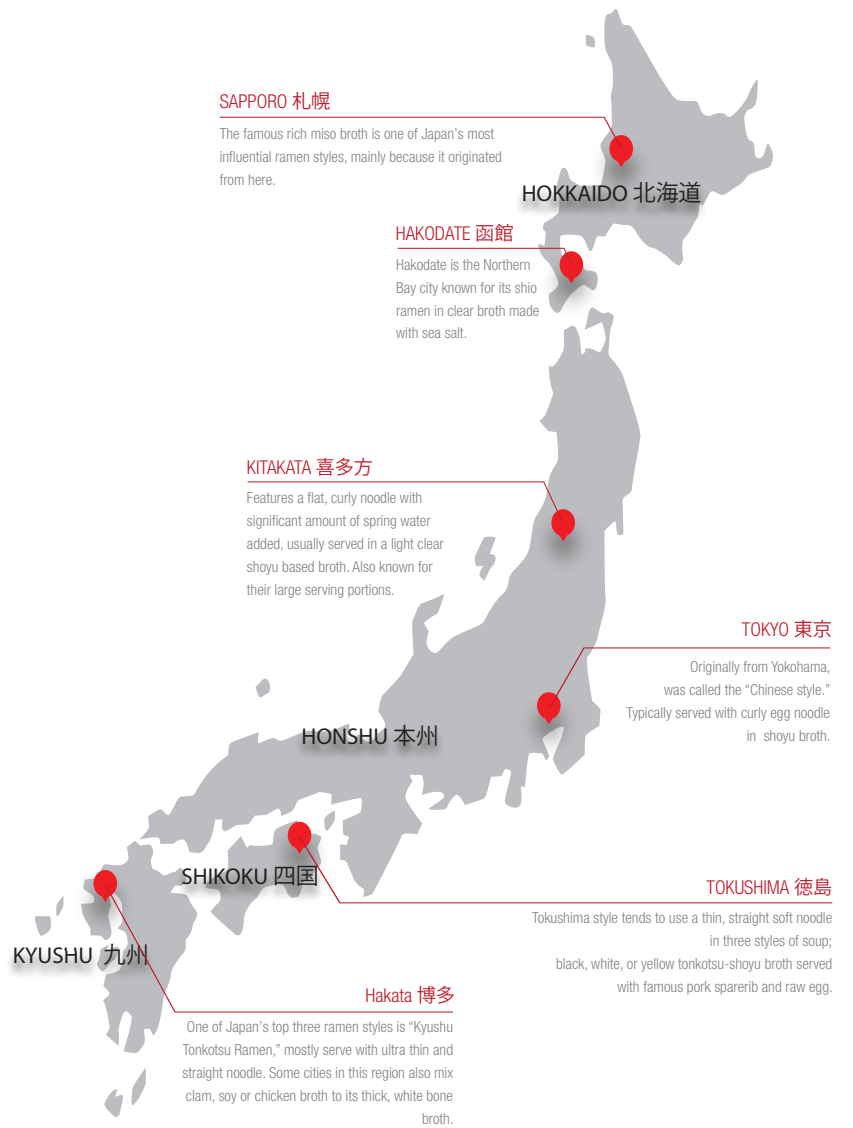 SAPPORO 札幌
The famous rich miso broth is one of Japan's most
influential ramen styles, mainly because it originated
from here.
HOKKAIDO 北海道
HAKODATE 函館
Hakodate is the Northern
Bay city known for its shio
ramen in clear broth made
with sea salt.
KITAKATA 喜多方
Features a flat, curly noodle with
significant amount of spring water
added, usually served in a light clear
shoyu based broth. Also known for
their large serving portions.
TOKYO 東京
Originally from Yokohama,
was called the “Chinese style.”
Typically served with curly egg noodle
in shoyu broth.
HONSHU 本州
SHIKOKU 四国
TOKUSHIMA 徳島
Tokushima style tends to use a thin, straight soft noodle
in three styles of soup;
black, white, or yellow tonkotsu-shoyu broth served
with famous pork sparerib and raw egg.
KYUSHU 九州
Hakata 博多
One of Japan's top three ramen styles is “Kyushu
Tonkotsu Ramen,” mostly serve with ultra thin and
straight noodle. Some cities in this region also mix
clam, soy or chicken broth to its thick, white bone
broth.